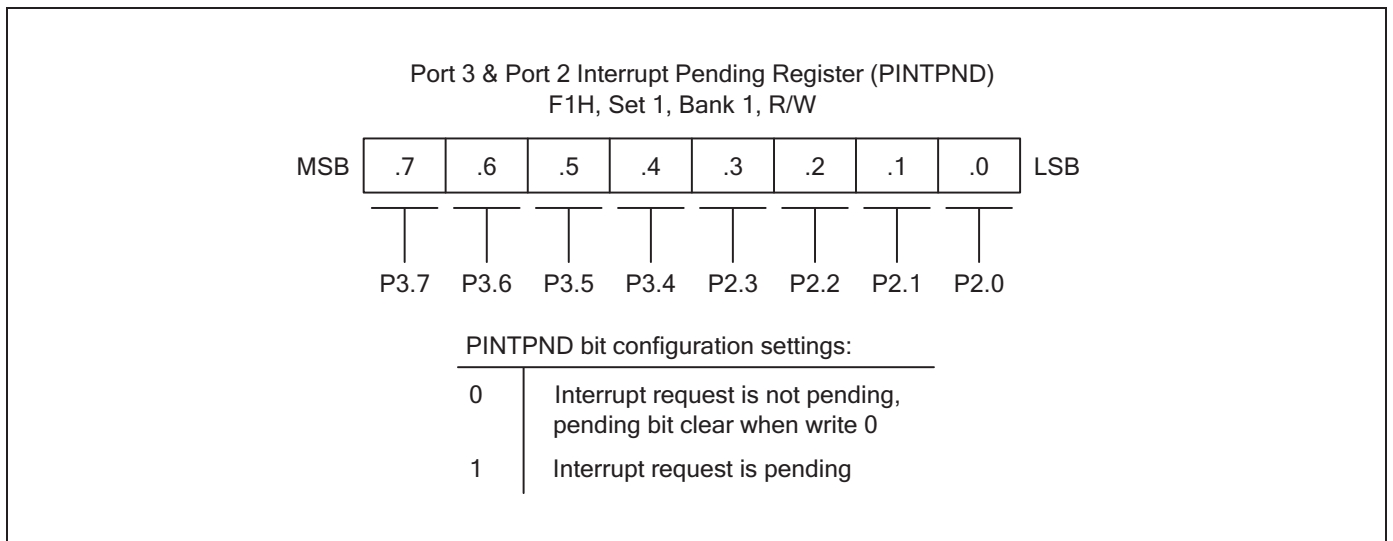 Port 3 & Port 2 Interrupt Pending Register (PINTPND)
F1H, Set 1, Bank 1, R/W
MSB .7 .6 .5 .4 .3 .2 .1 .0 LSB
P3.7 P3.6 P3.5 P3.4 P2.3 P2.2 P2.1 P2.0
PINTPND bit configuration settings:
0 Interrupt request is not pending,
pending bit clear when write 0
1 Interrupt request is pending